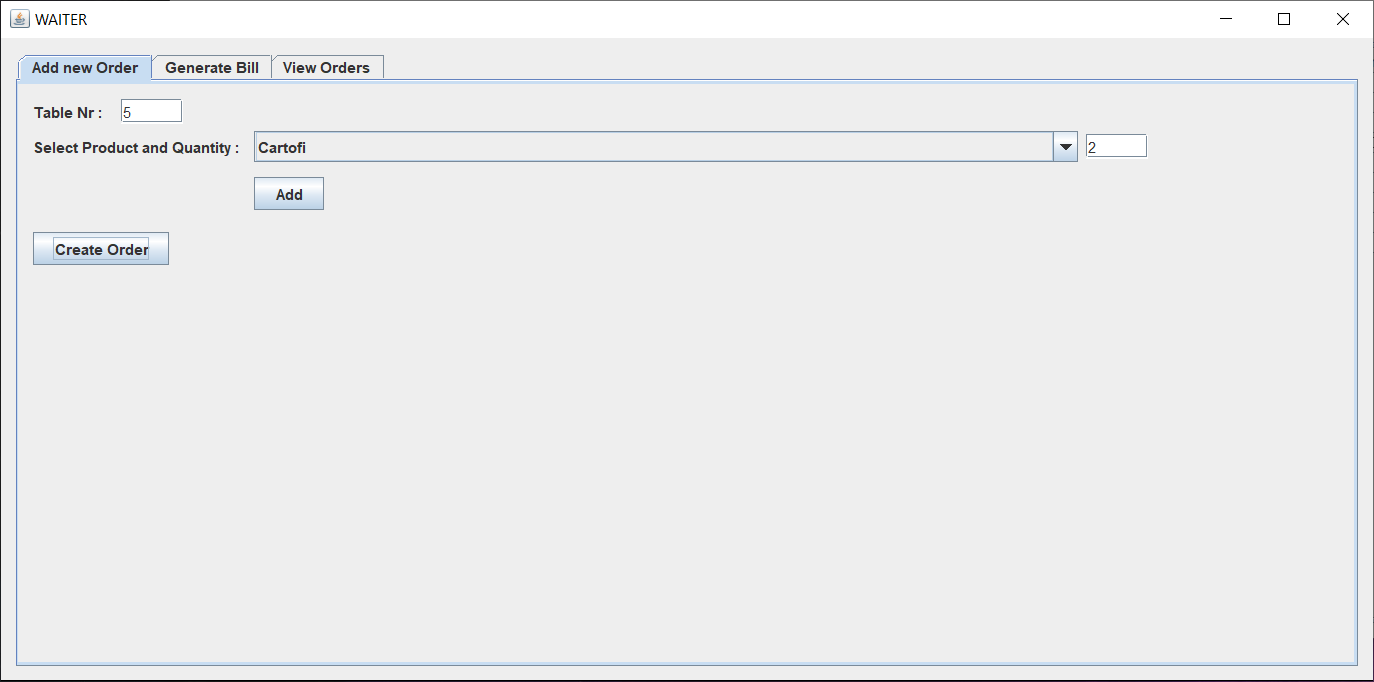 WAITER
Add new Order Generate Bill View Orders
Table Nr : 5
Select Product and Quantity : Cartofi 2
Add
Create Order